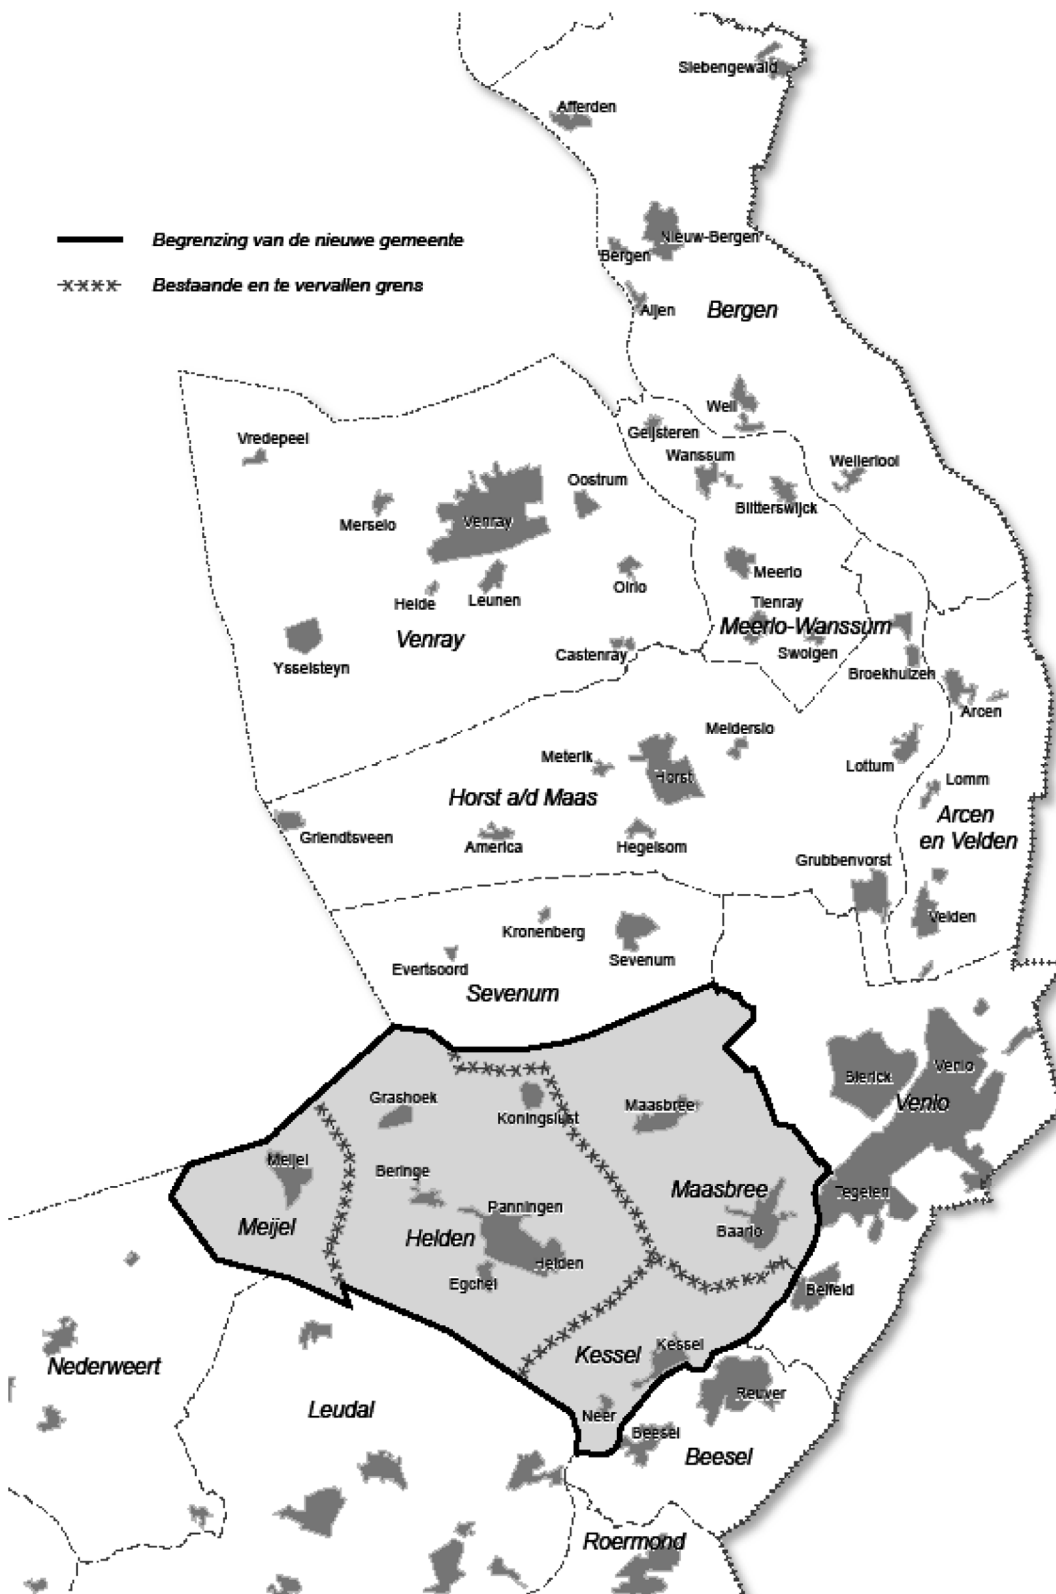 Siebengewald
Afferden
Nieuw-Bergen
Bergen
Aijen
Bergen
Begrenzing van de nieuwe gemeente
Bestaande en te vervallen grens
Well
Geijsteren
Wanssum
Wellerlooi
Blitterswijck
Vredepeel
Oostrum
Merselo
Venray
Meerlo
Oirlo
Heide
Leunen
Tienray
Venray
Meerlo-Wanssum
Swolgen
Castenray
Ysselsteyn
Broekhuizen
Arcen
Melderslo
Meterik
Horst
Lottum
Lomm
Horst a/d Maas
Arcen
en Velden
Griendtsveen
America
Hegelsom
Grubbenvorst
Velden
Kronenberg
Sevenum
Evertsoord
Sevenum
Venlo
Blerick
Venlo
Grashoek
Koningslust
Maasbree
Meijel
Beringe
Maasbree
Tegelen
Panningen
Meijel
Helden
Baarlo
Helden
Egchel
Belfeld
Kessel
Kessel
Nederweert
Reuver
Leudal
Neer
Beesel
Beesel
Roermond